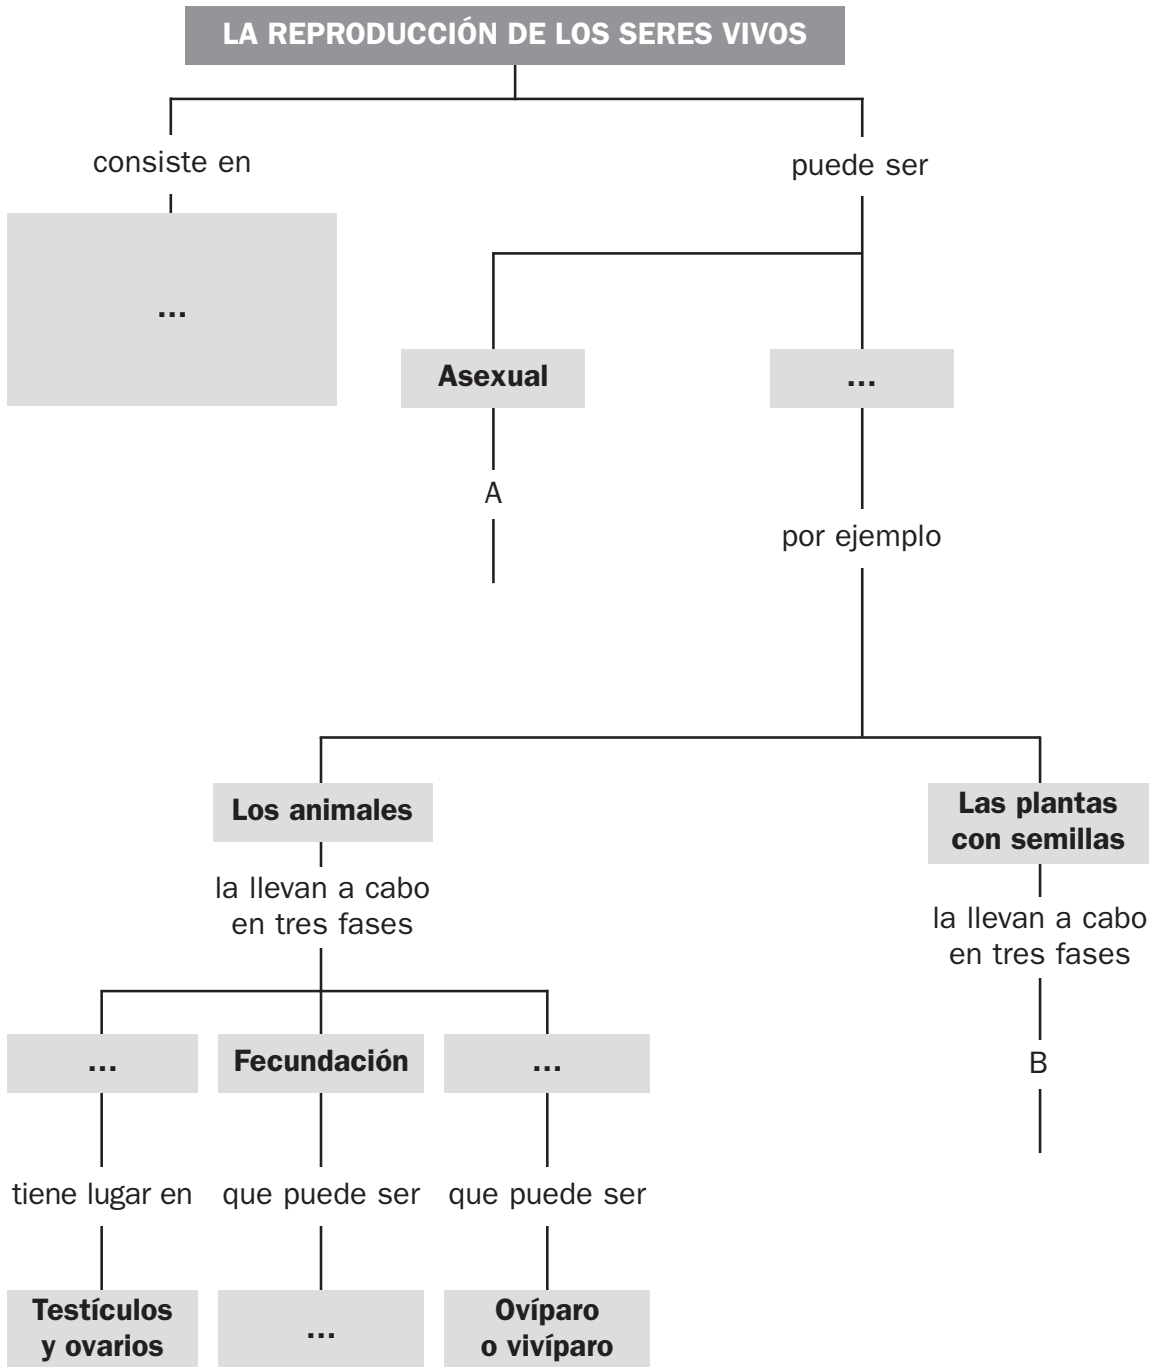 LA REPRODUCCIÓN DE LOS SERES VIVOS
consiste en
puede ser
...
Asexual
...
A
por ejemplo
Los animales
Las plantas
con semillas
la llevan a cabo
en tres fases
la llevan a cabo
en tres fases
...
Fecundación
...
B
tiene lugar en
que puede ser
que puede ser
Testículos
y ovarios
...
Ovíparo
o vivíparo